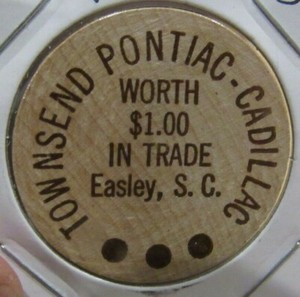 TOWNSEND PONTIAC-CADILLAC
WORTH
$1.00
IN TRADE
Easley, S. C.